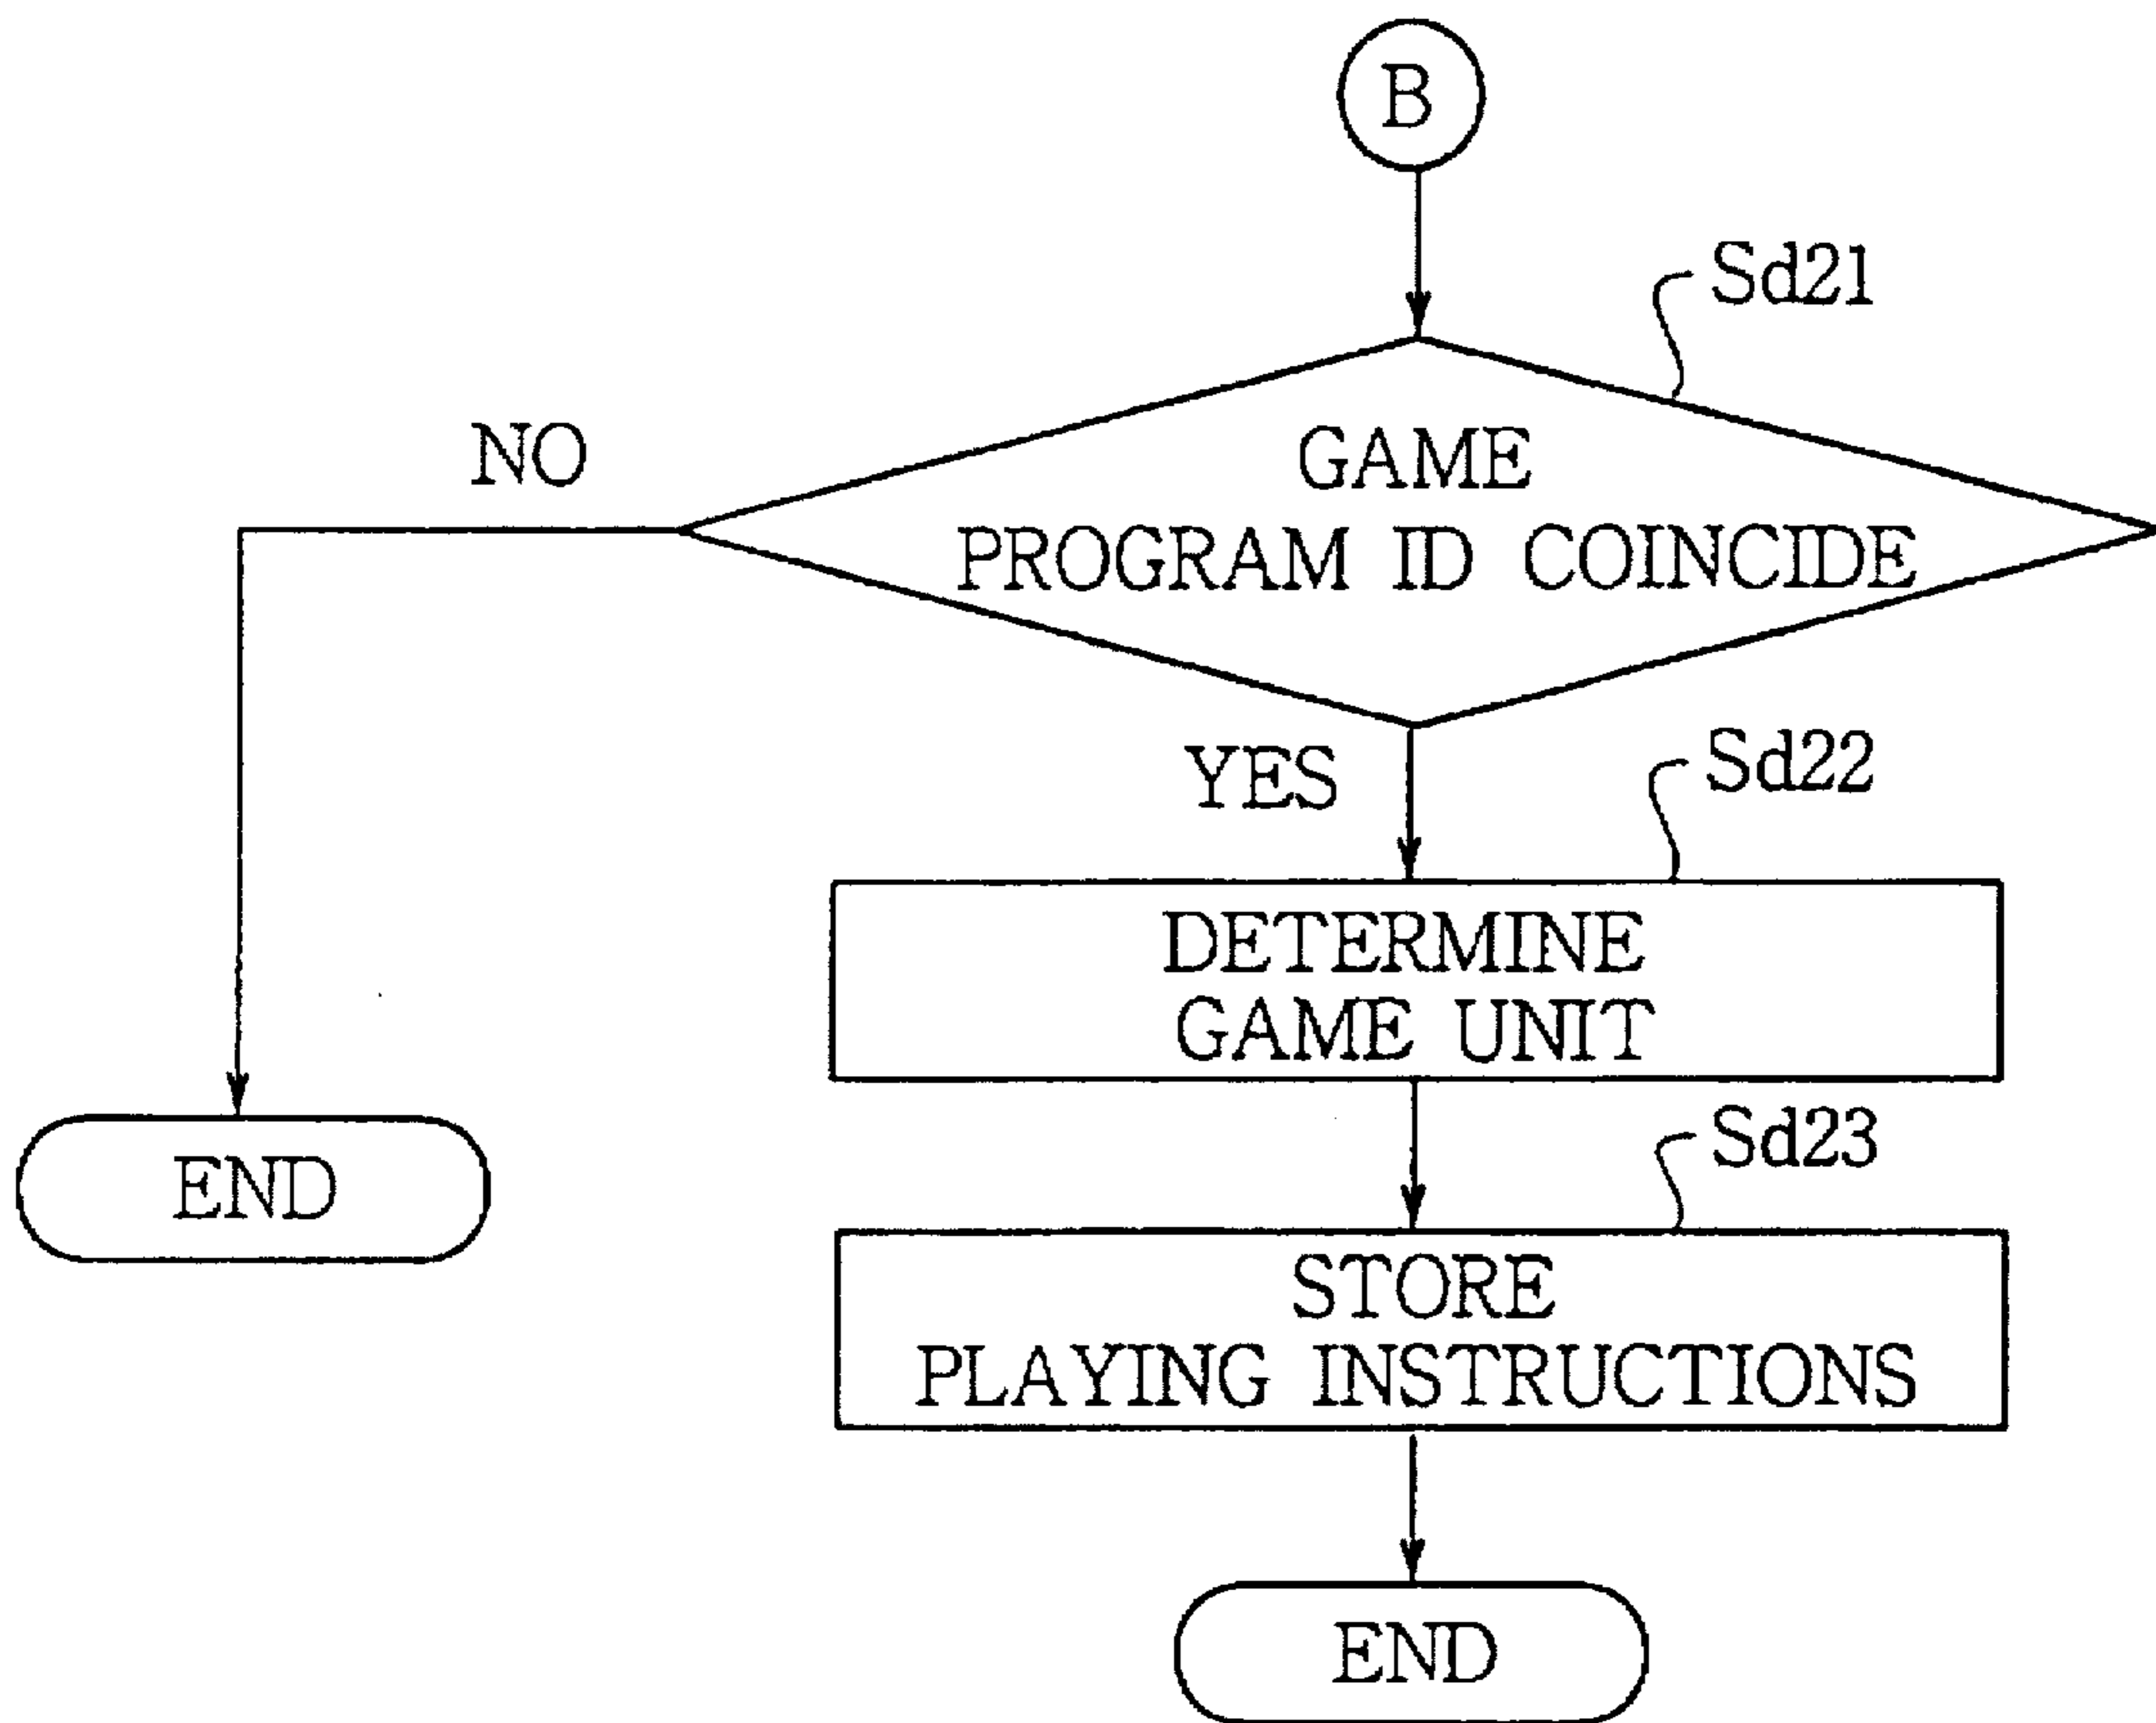 B
Sd21
NO
GAME
PROGRAM ID COINCIDE
YES
Sd22
DETERMINE
GAME UNIT
Sd23
END
STORE
PLAYING INSTRUCTIONS
END